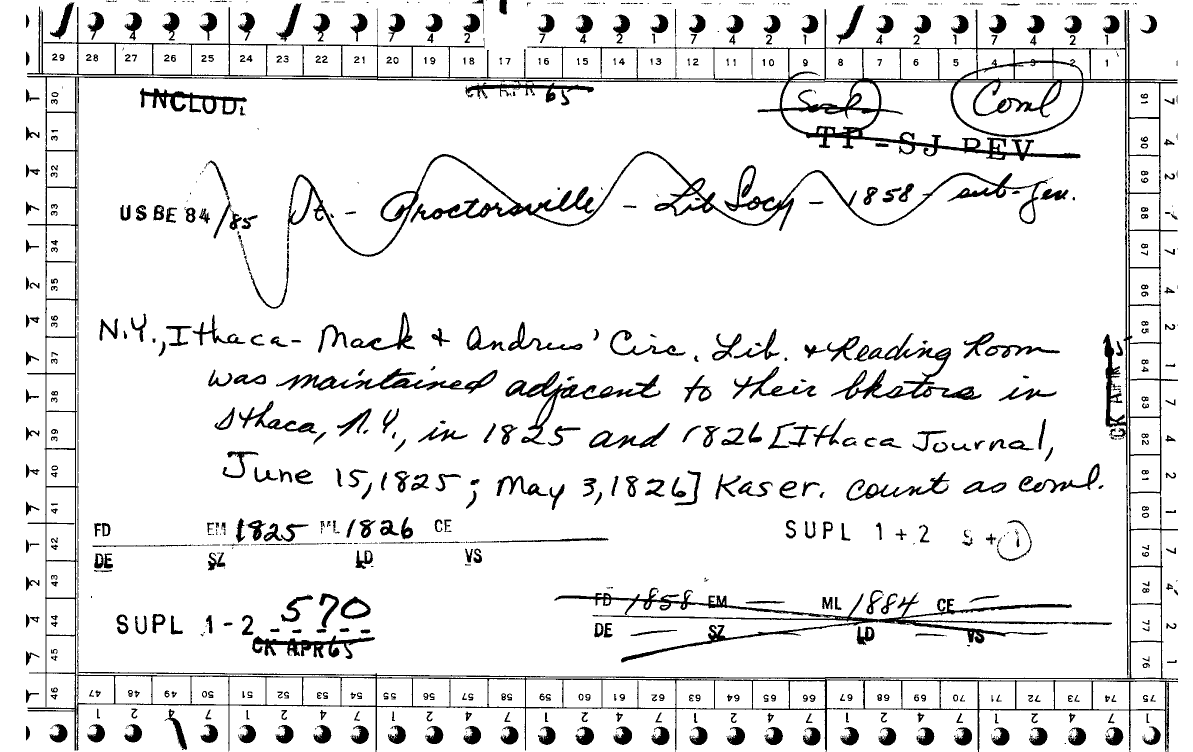 7 4 2 1 7 4 2 1 7 4 2 7 4 2 1 7 4 2 1 7 4 2 1 7 4 2 1
29 28 27 26 25 24 23 22 21 20 19 18 17 16 15 14 13 12 11 10 9 8 7 6 5 4 3 2 1
INCLUD. CK APR 65 Socl Coml
TP-SJ REV
USBE 84/85 Vt. - Proctorsville - Lib Socy - 1858 - sub-gen.
N.Y., Ithaca - Mack + Andrus' Circ. Lib. + Reading Room
was maintained adjacent to their bkstore in
Ithaca, N.Y., in 1825 and 1826 [Ithaca Journal,
June 15, 1825; May 3, 1826] Kaser. count as coml.
FD EM 1825 ML 1826 CE SUPL 1 + 2 S + 1
DE SZ LD VS
FD 1858 EM — ML 1884 CE —
SUPL 1-2 570 DE — SZ — LD — VS —
CK APR 65
30 31 32 33 34 35 36 37 38 39 40 41 42 43 44 45 46
91 90 89 88 87 86 85 84 83 82 81 80 79 78 77 76
CK APR
47 48 49 50 51 52 53 54 55 56 57 58 59 60 61 62 63 64 65 66 67 68 69 70 71 72 73 74 75
1 2 4 7 1 2 4 7 1 2 4 7 1 2 4 7 1 2 4 7 1 2 4 7 1 2 4 7